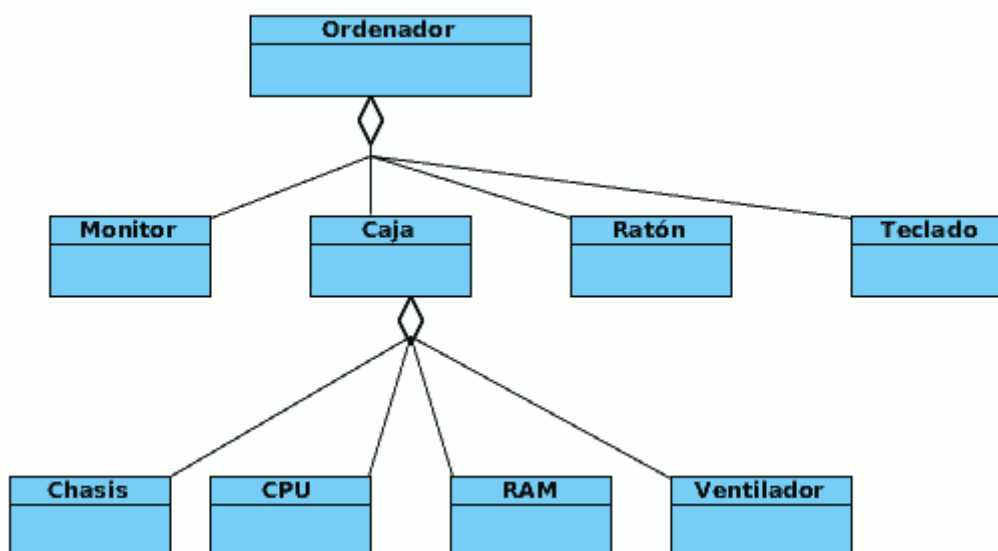 Ordenador
Monitor
Caja
Ratón
Teclado
Chasis
CPU
RAM
Ventilador